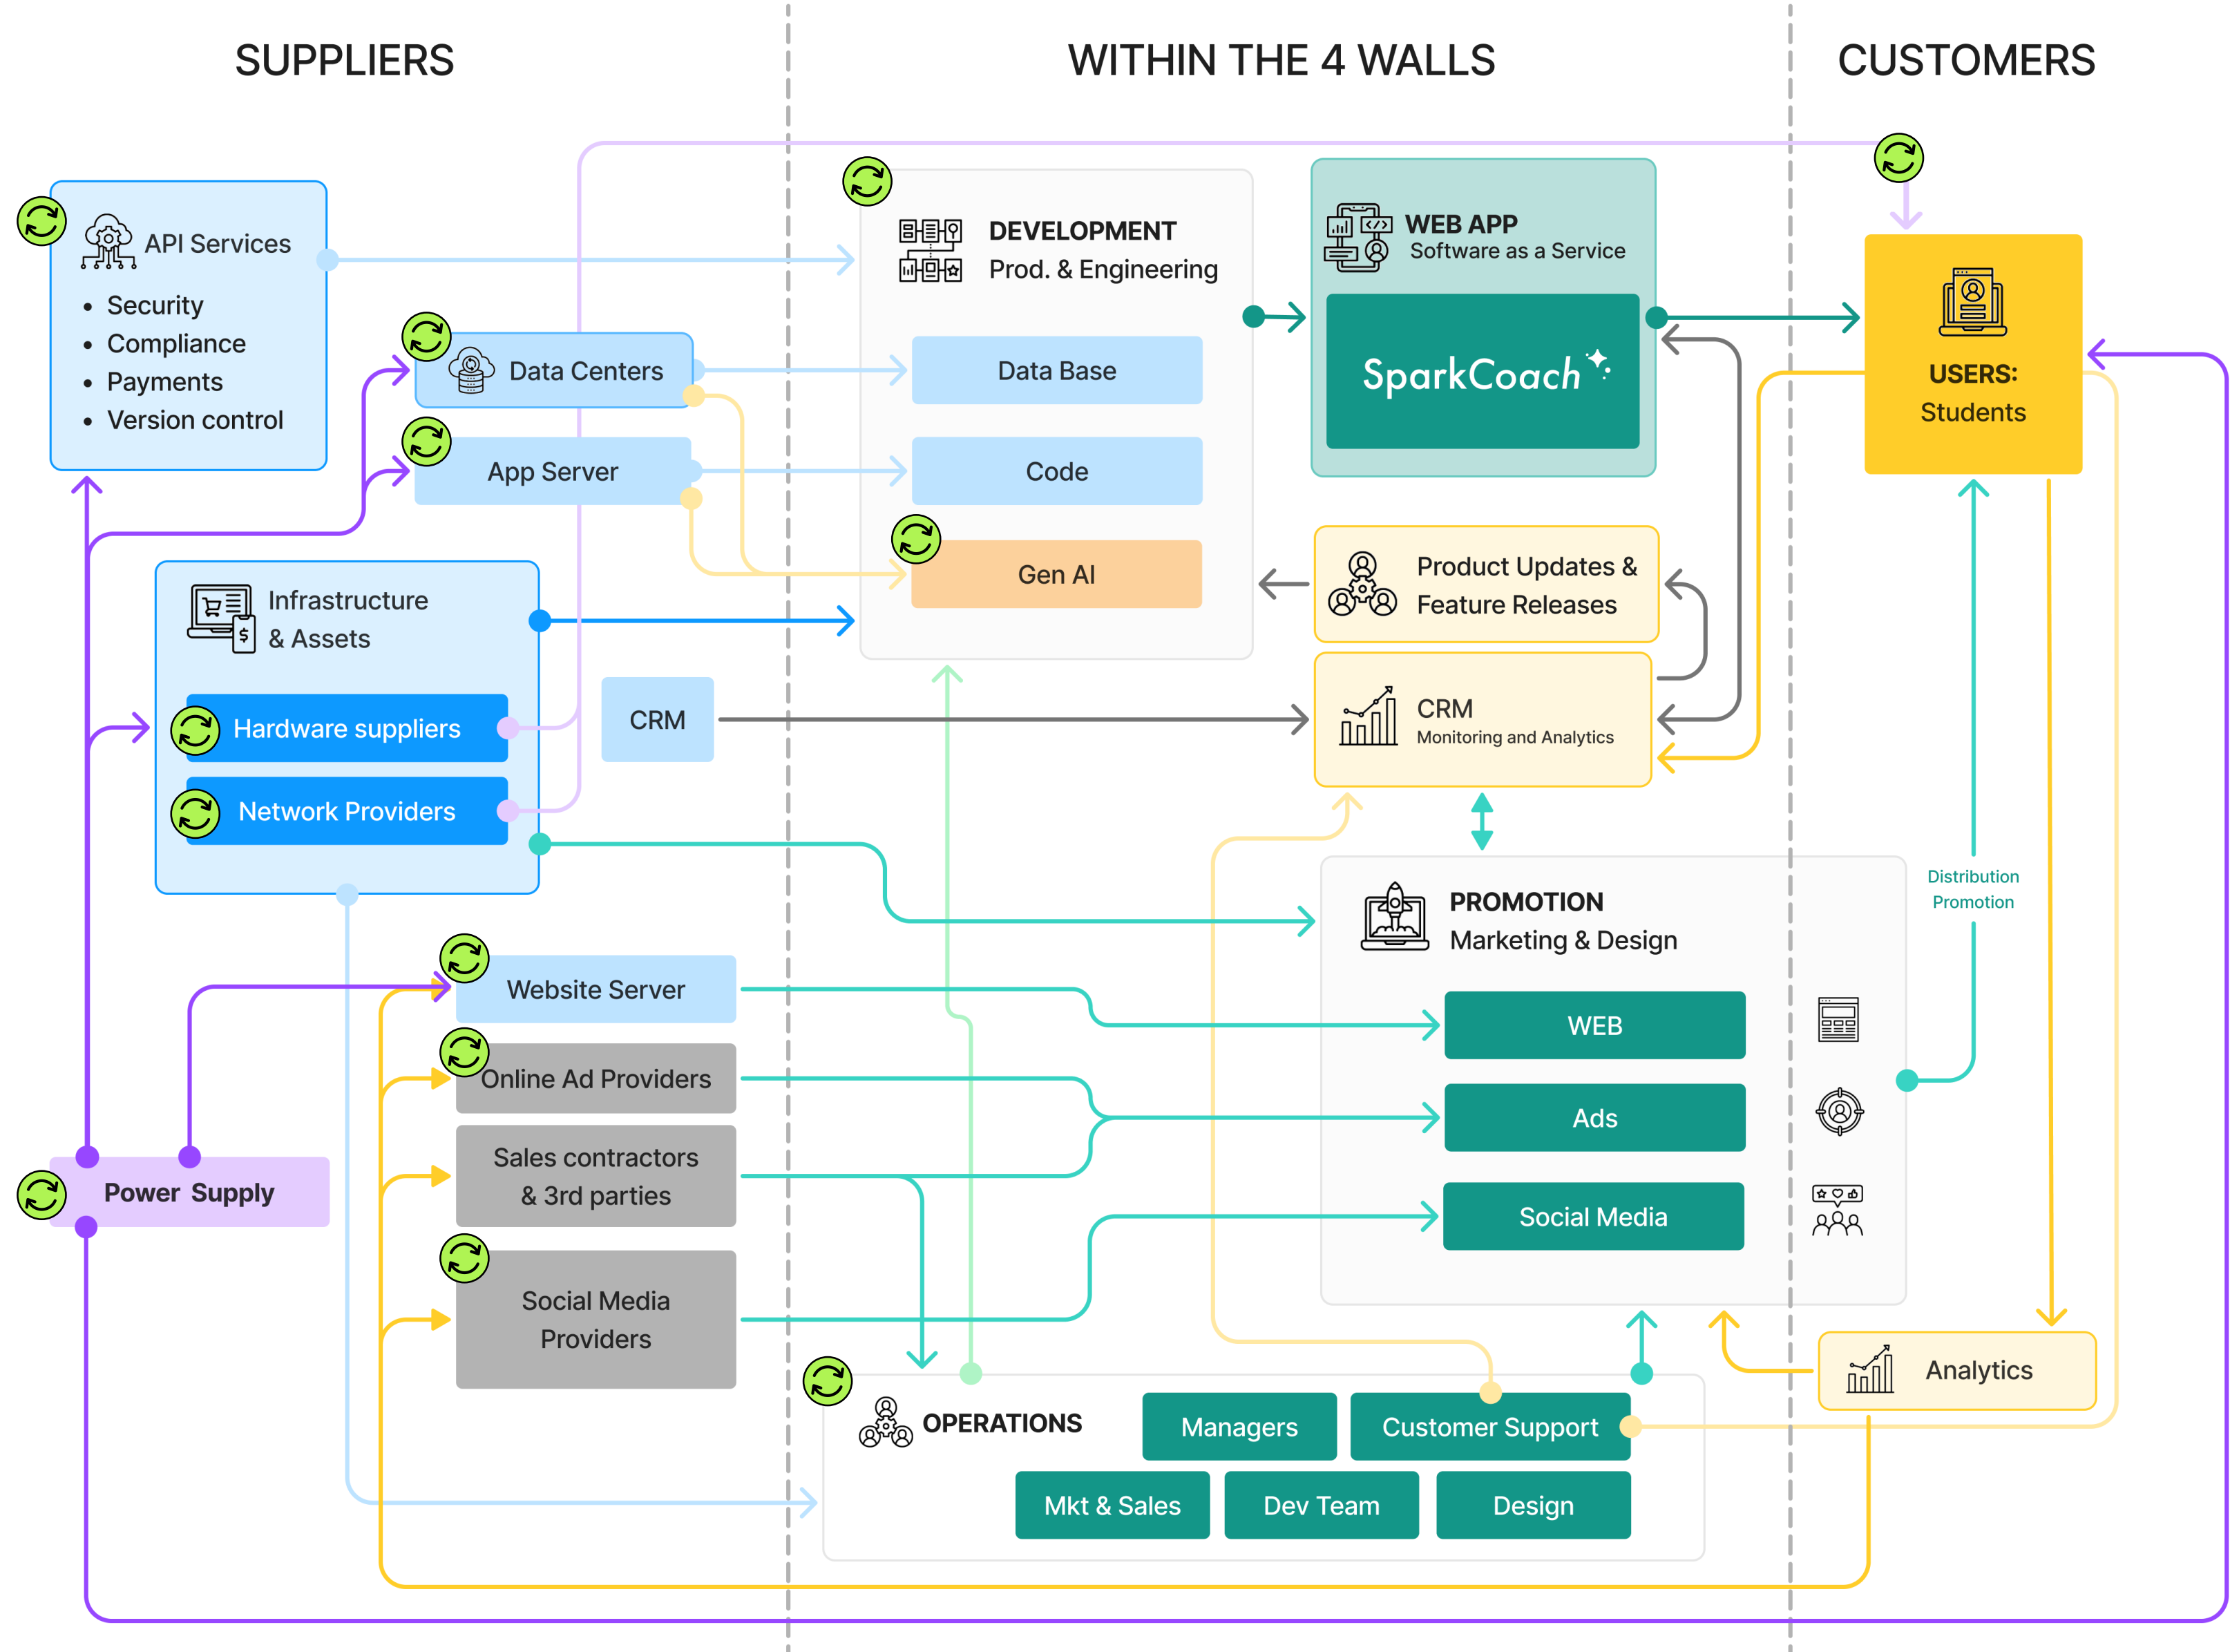 SUPPLIERS
WITHIN THE 4 WALLS
CUSTOMERS
API Services
Security
Compliance
Payments
Version control
Data Centers
App Server
Infrastructure
& Assets
Hardware suppliers
Network Providers
CRM
Website Server
Online Ad Providers
Sales contractors
& 3rd parties
Social Media
Providers
Power Supply
DEVELOPMENT
Prod. & Engineering
Data Base
Code
Gen AI
WEB APP
Software as a Service
SparkCoach
Product Updates &
Feature Releases
CRM
Monitoring and Analytics
PROMOTION
Marketing & Design
WEB
Ads
Social Media
OPERATIONS
Managers
Customer Support
Mkt & Sales
Dev Team
Design
USERS:
Students
Distribution
Promotion
Analytics